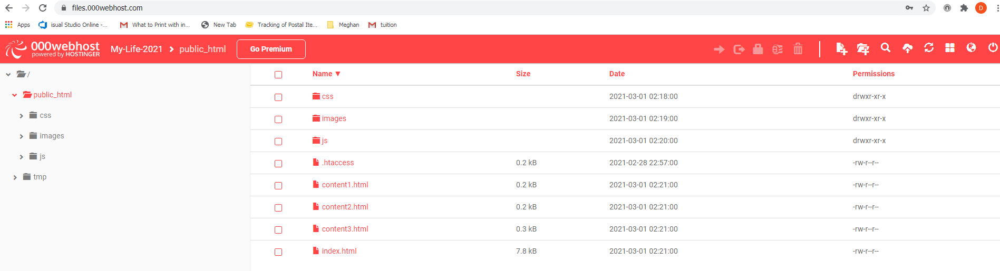 files.000webhost.com
Apps isual Studio Online -... What to Print with in... New Tab Tracking of Postal Ite... Meghan tuition
000webhost
powered by HOSTINGER
My-Life-2021 > public_html Go Premium
D
/
public_html
css
images
js
tmp
Name ▼ Size Date Permissions
css 2021-03-01 02:18:00 drwxr-xr-x
images 2021-03-01 02:19:00 drwxr-xr-x
js 2021-03-01 02:20:00 drwxr-xr-x
.htaccess 0.2 kB 2021-02-28 22:57:00 -rw-r--r--
content1.html 0.2 kB 2021-03-01 02:21:00 -rw-r--r--
content2.html 0.2 kB 2021-03-01 02:21:00 -rw-r--r--
content3.html 0.3 kB 2021-03-01 02:21:00 -rw-r--r--
index.html 7.8 kB 2021-03-01 02:21:00 -rw-r--r--